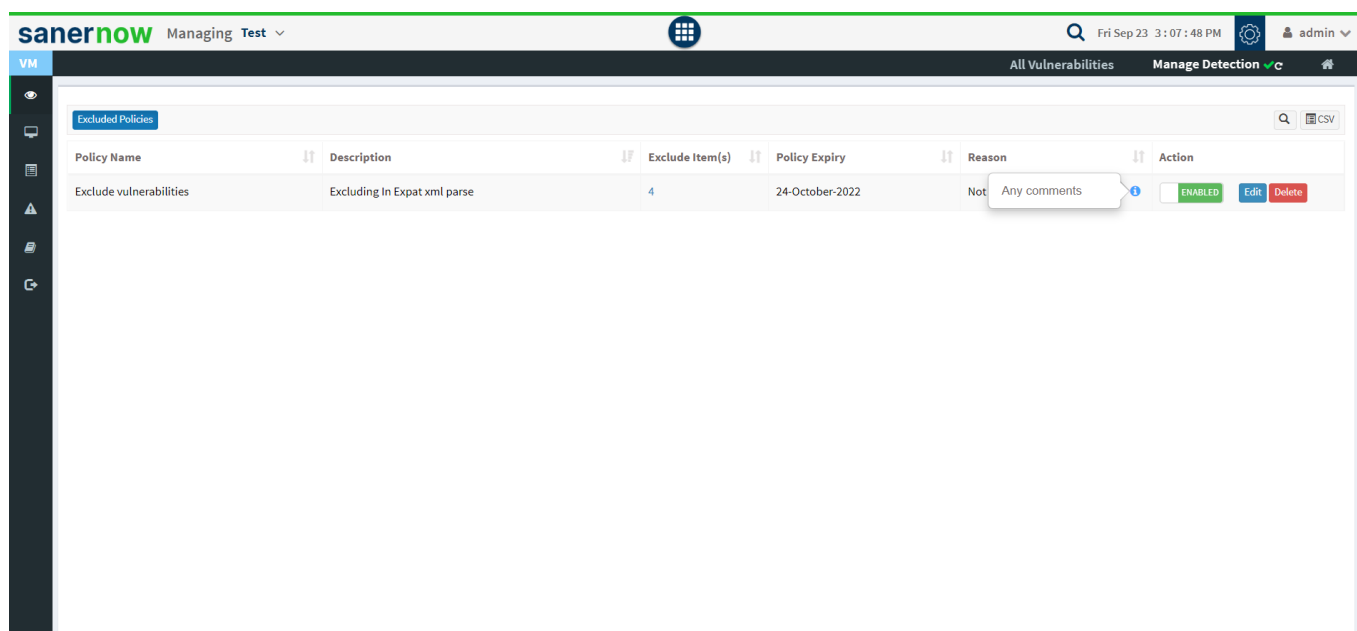 sanernow Managing Test Fri Sep 23 3 : 07 : 48 PM admin
VM All Vulnerabilities Manage Detection
Excluded Policies CSV
Policy Name Description Exclude Item(s) Policy Expiry Reason Action
Exclude vulnerabilities Excluding In Expat xml parse 4 24-October-2022 Not Any comments ENABLED Edit Delete